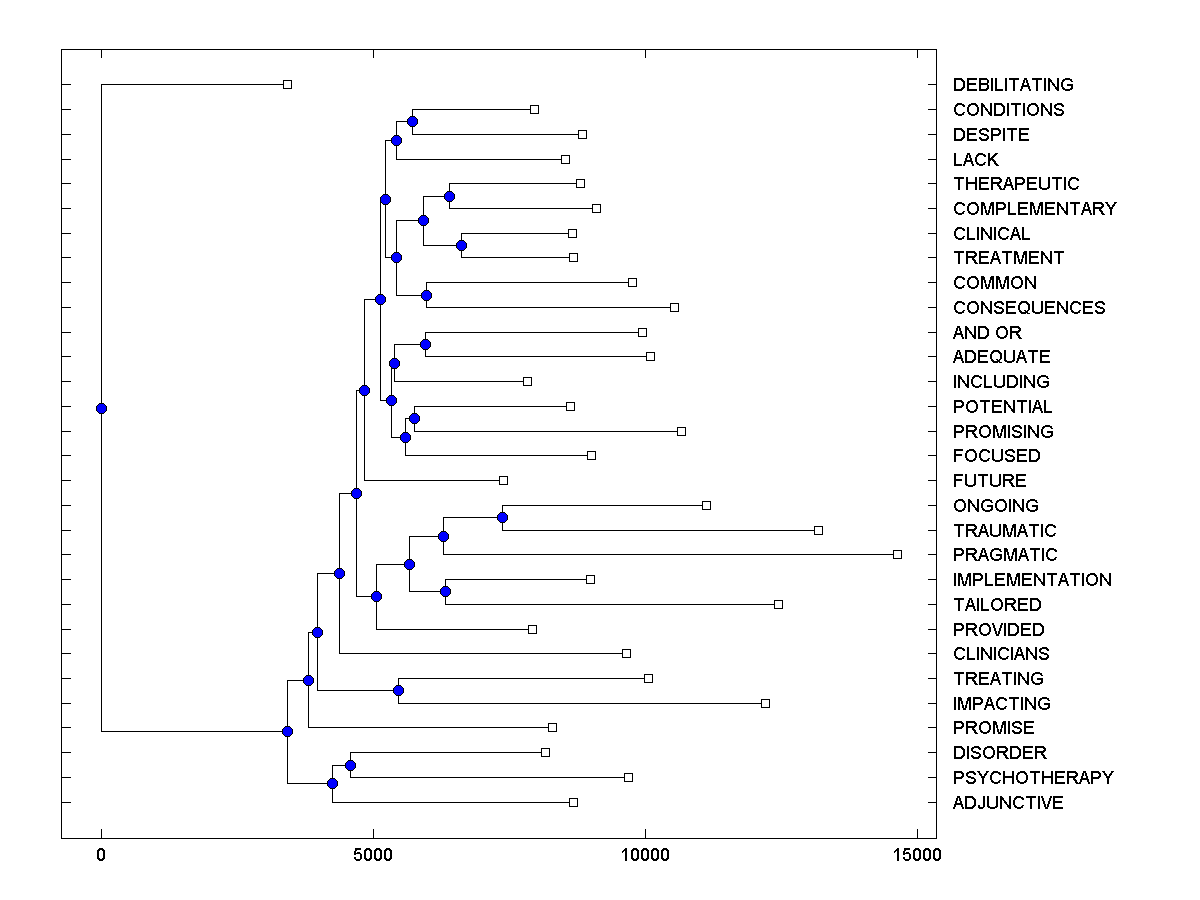 DEBILITATING
CONDITIONS
DESPITE
LACK
THERAPEUTIC
COMPLEMENTARY
CLINICAL
TREATMENT
COMMON
CONSEQUENCES
AND OR
ADEQUATE
INCLUDING
POTENTIAL
PROMISING
FOCUSED
FUTURE
ONGOING
TRAUMATIC
PRAGMATIC
IMPLEMENTATION
TAILORED
PROVIDED
CLINICIANS
TREATING
IMPACTING
PROMISE
DISORDER
PSYCHOTHERAPY
ADJUNCTIVE
0 5000 10000 15000